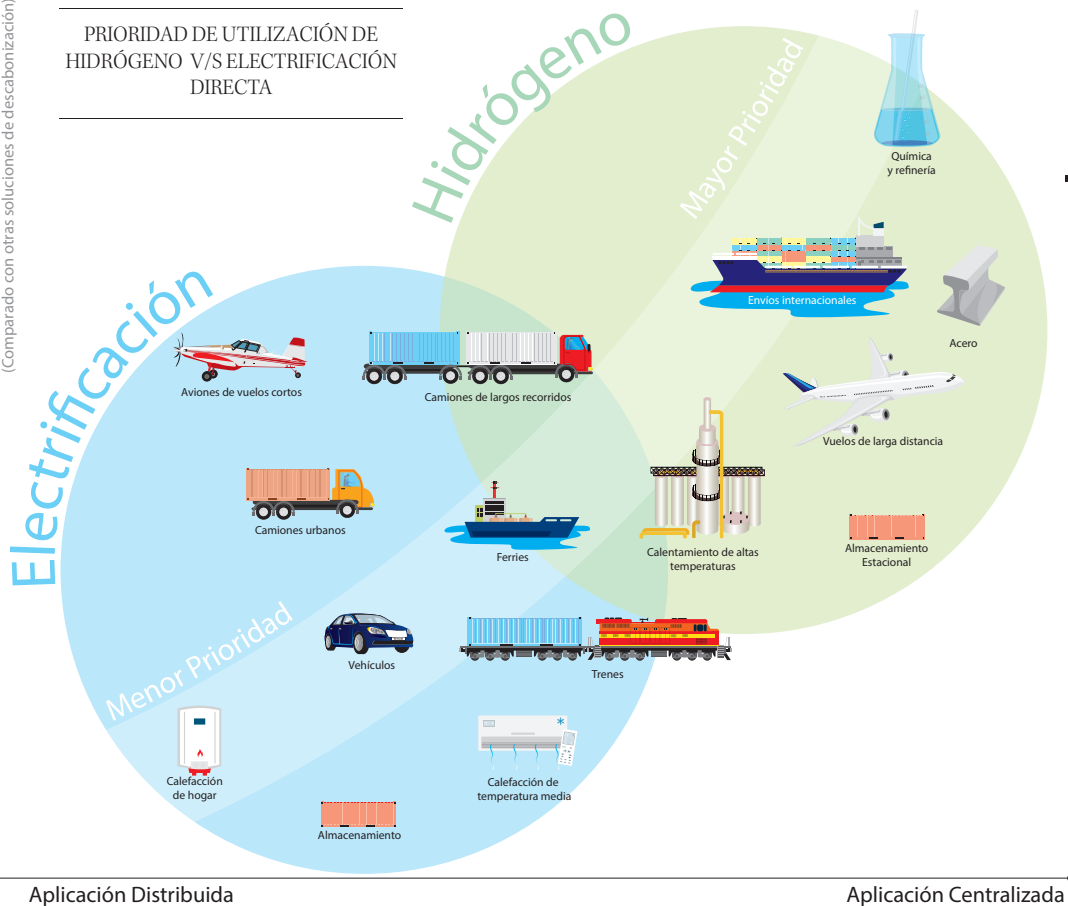 (Comparado con otras soluciones de descabonización)
PRIORIDAD DE UTILIZACIÓN DE
HIDRÓGENO V/S ELECTRIFICACIÓN
DIRECTA
Hidrógeno
Mayor Prioridad
Química
y refinería
Envíos internacionales
Acero
Electrificación
Aviones de vuelos cortos
Camiones de largos recorridos
Vuelos de larga distancia
Camiones urbanos
Ferries
Calentamiento de altas
temperaturas
Almacenamiento
Estacional
Menor Prioridad
Vehículos
Trenes
Calefacción
de hogar
Calefacción de
temperatura media
Almacenamiento
Aplicación Distribuida
Aplicación Centralizada